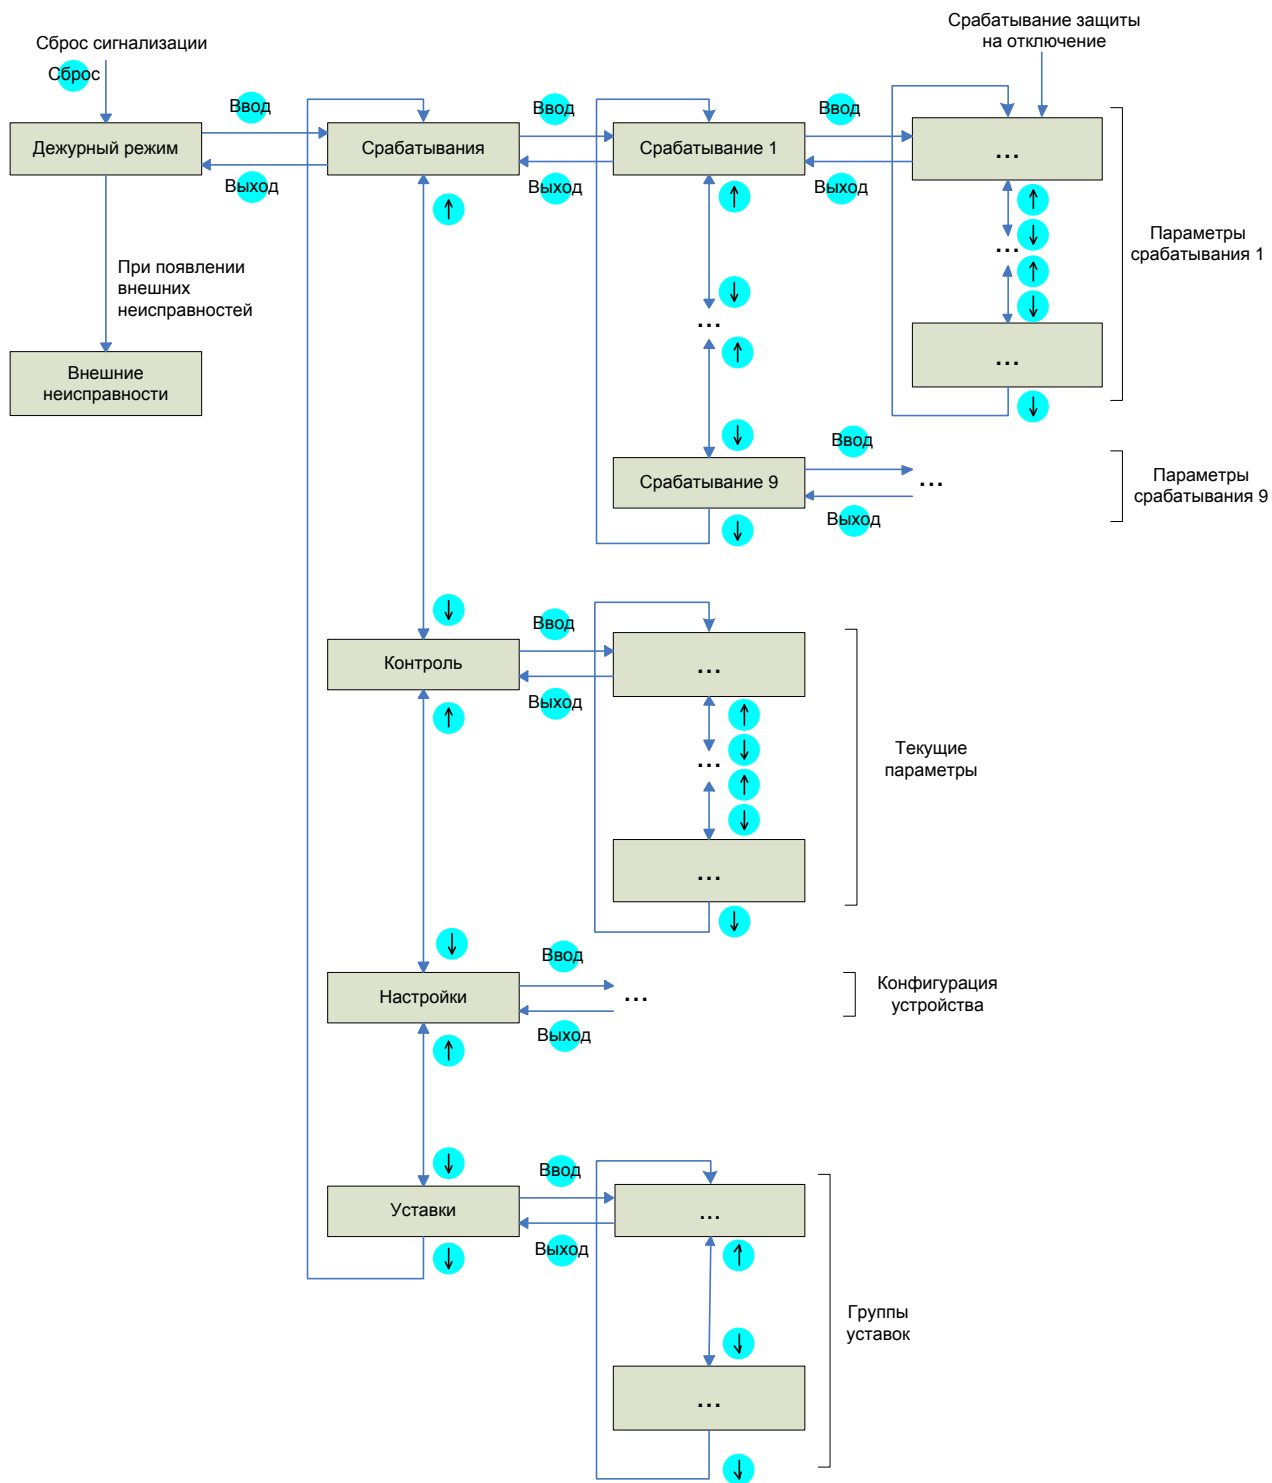 Сброс сигнализации
Сброс
Срабатывание защиты
на отключение
Ввод
Ввод
Ввод
Дежурный режим
Срабатывания
Срабатывание 1
...
Выход
Выход
Выход
↑
↑
↑
↓
...
↑
↓
Параметры
срабатывания 1
При появлении
внешних
неисправностей
↓
...
↑
Внешние
неисправности
...
↓
↓
Ввод
Срабатывание 9
...
Выход
↓
Параметры
срабатывания 9
↓
Ввод
Контроль
...
Выход
↑
↑
↓
...
↑
↓
Текущие
параметры
...
↓
↓
Ввод
Настройки
...
Выход
↑
Конфигурация
устройства
↓
Ввод
Уставки
...
Выход
↓
↑
Группы
уставок
↓
...
↓